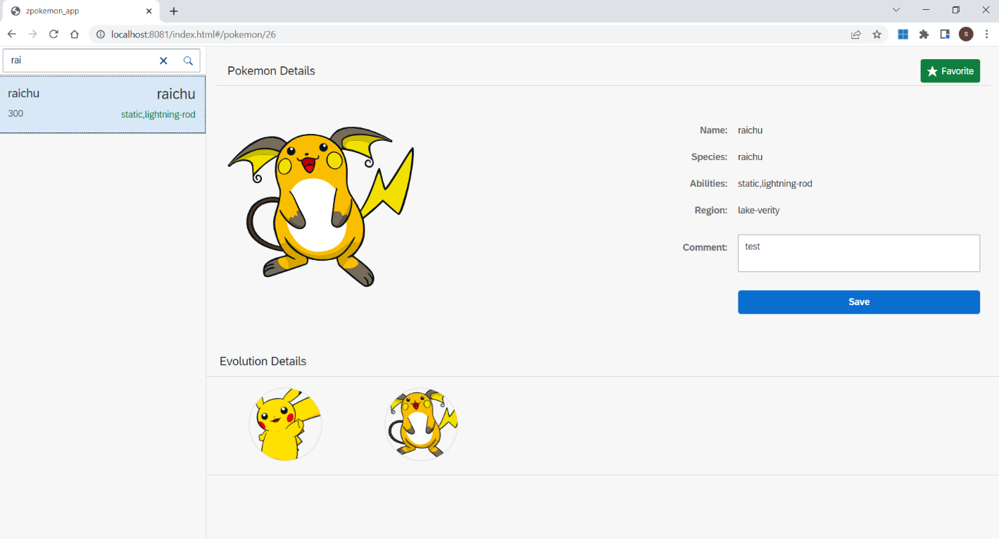 zpokemon_app
localhost:8081/index.html#/pokemon/26
S
rai
raichu raichu
300 static,lightning-rod
Pokemon Details
Favorite
Name: raichu
Species: raichu
Abilities: static,lightning-rod
Region: lake-verity
Comment: test
Save
Evolution Details